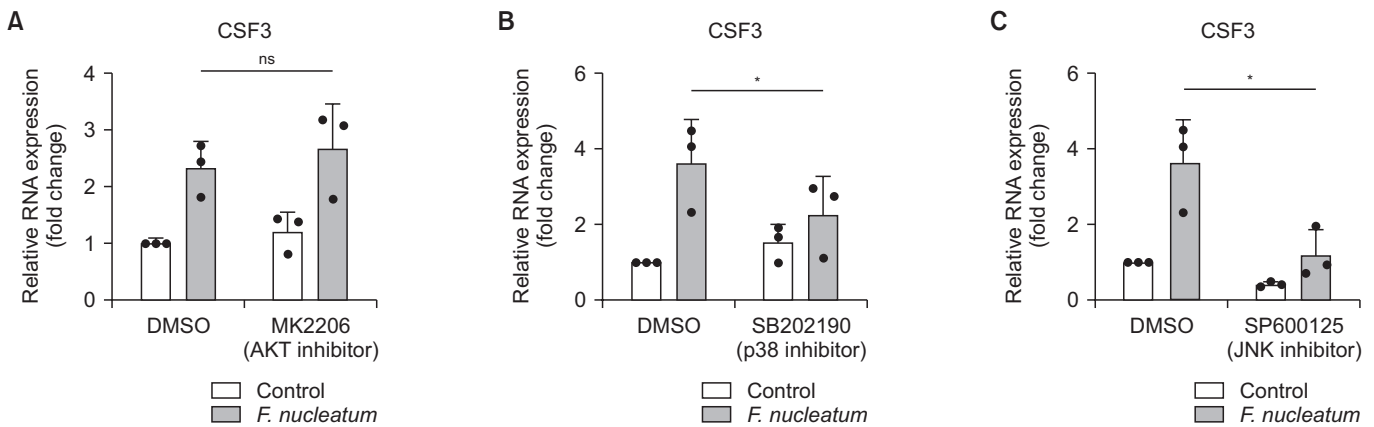 A
CSF3
Relative RNA expression
(fold change)
4
3
2
1
0
ns
DMSO
MK2206
(AKT inhibitor)
Control
F. nucleatum
B
CSF3
Relative RNA expression
(fold change)
6
4
2
0
*
DMSO
SB202190
(p38 inhibitor)
Control
F. nucleatum
C
CSF3
Relative RNA expression
(fold change)
6
4
2
0
*
DMSO
SP600125
(JNK inhibitor)
Control
F. nucleatum